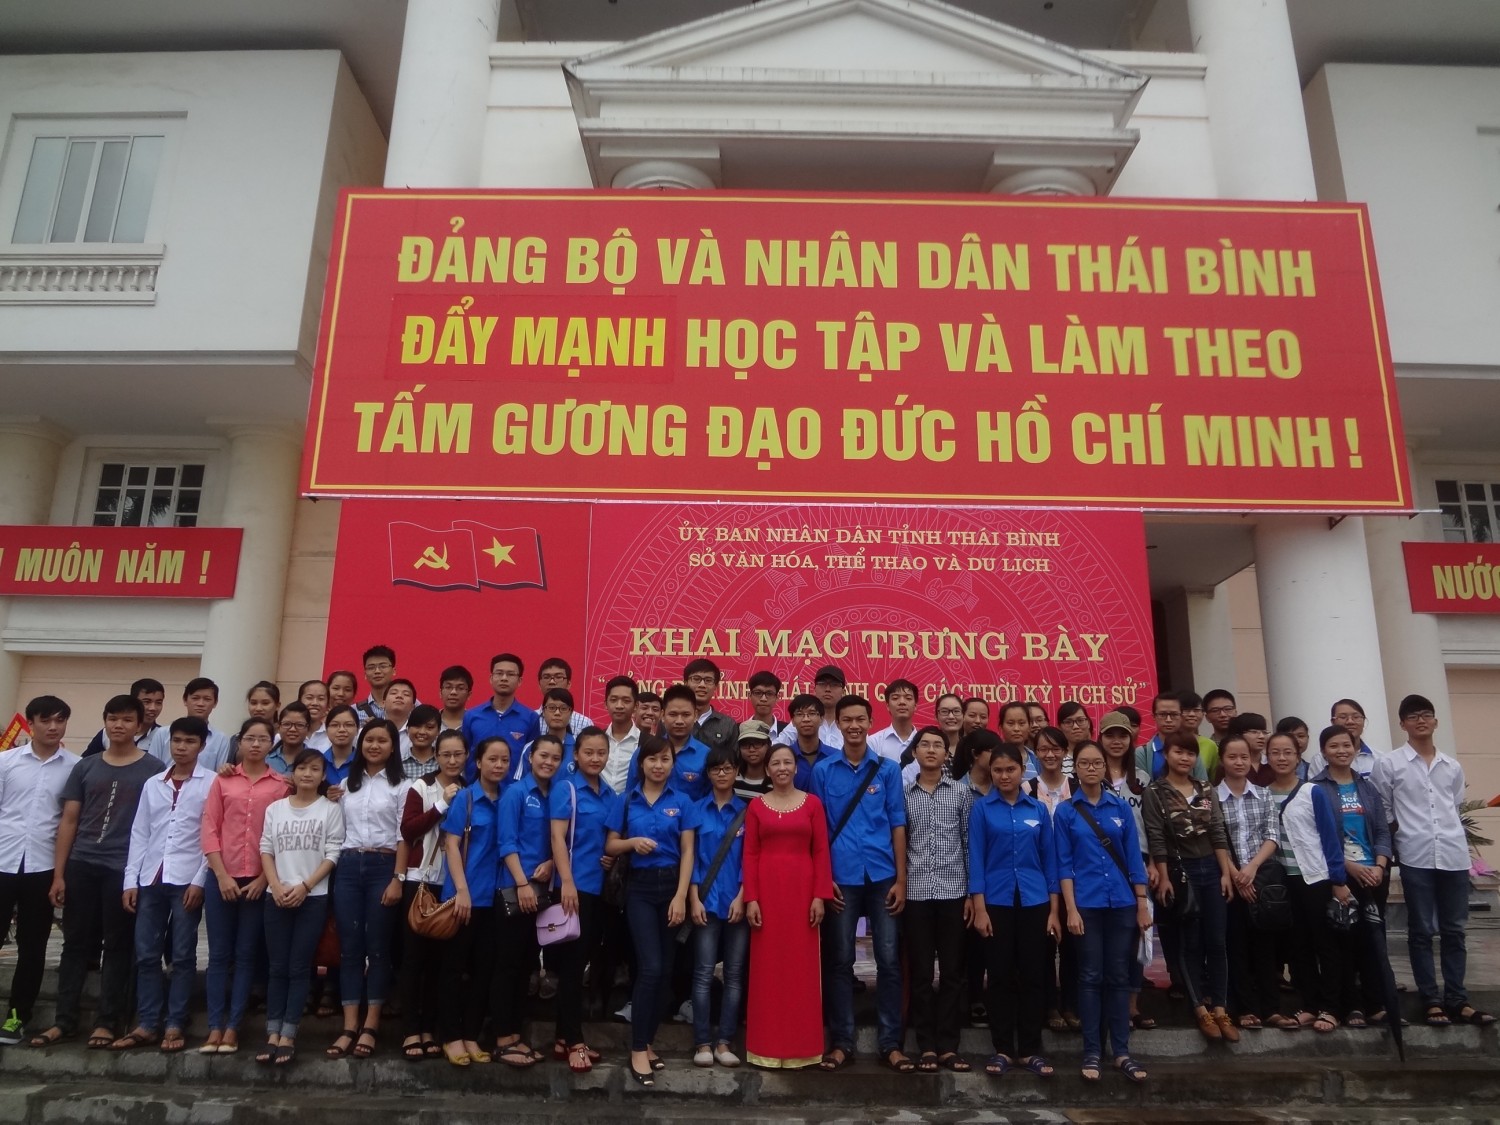 ĐẢNG BỘ VÀ NHÂN DÂN THÁI BÌNH
ĐẨY MẠNH HỌC TẬP VÀ LÀM THEO
TẤM GƯƠNG ĐẠO ĐỨC HỒ CHÍ MINH !
MUÔN NĂM !
ỦY BAN NHÂN DÂN TỈNH THÁI BÌNH
SỞ VĂN HÓA, THỂ THAO VÀ DU LỊCH
KHAI MẠC TRƯNG BÀY
CÁC THỜI KỲ LỊCH SỬ"
NƯỚC
HAPPINE
LAGUNA
BEACH